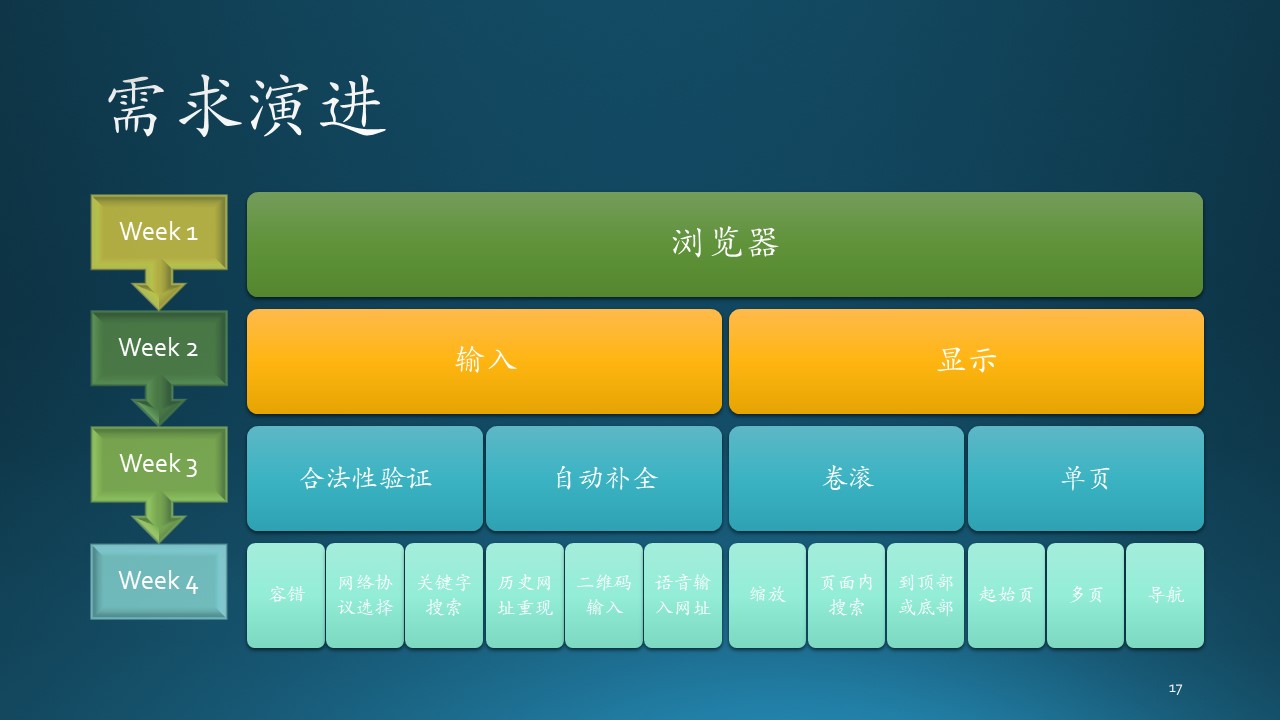 需求演进
Week 1
浏览器
Week 2
输入
显示
Week 3
合法性验证
自动补全
卷滚
单页
Week 4
容错
网络协
议选择
关键字
搜索
历史网
址重现
二维码
输入
语音输
入网址
缩放
页面内
搜索
到顶部
或底部
起始页
多页
导航
17